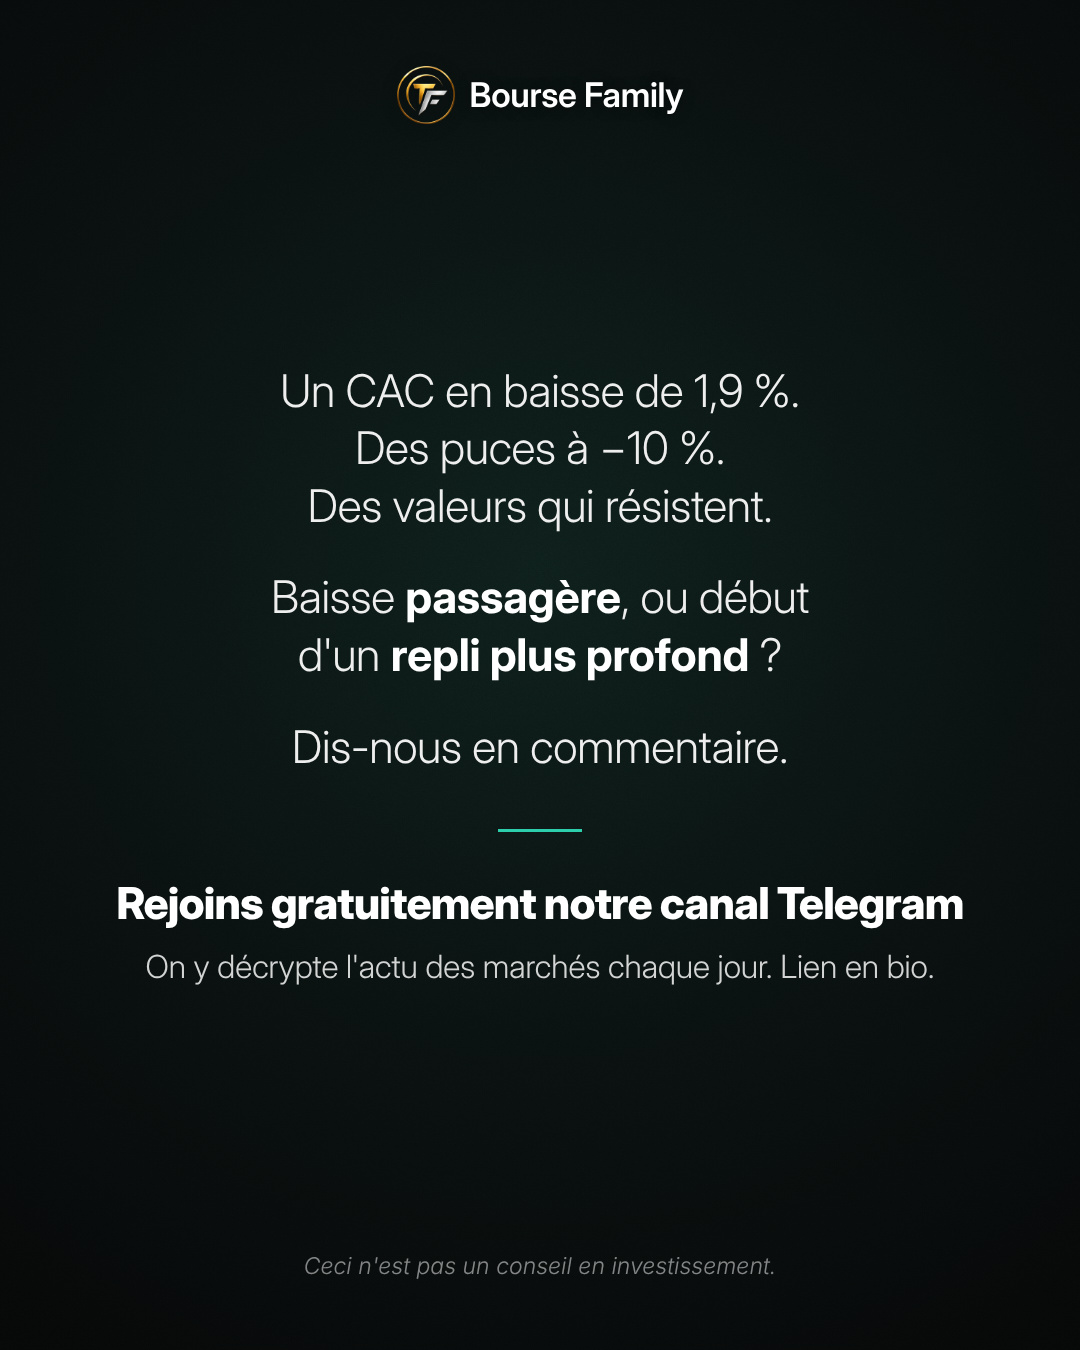 TF Bourse Family
Un CAC en baisse de 1,9 %.
Des puces à −10 %.
Des valeurs qui résistent.
Baisse passagère, ou début
d'un repli plus profond ?
Dis-nous en commentaire.
Rejoins gratuitement notre canal Telegram
On y décrypte l'actu des marchés chaque jour. Lien en bio.
Ceci n'est pas un conseil en investissement.